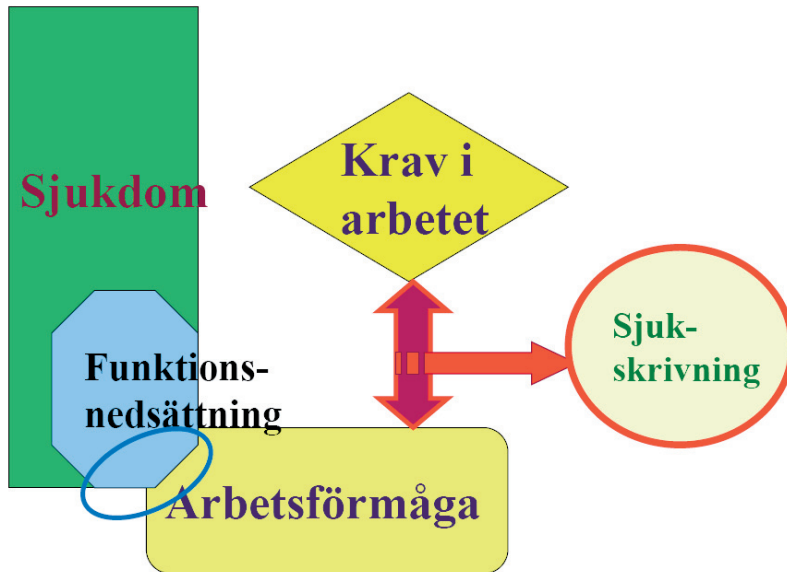 Sjukdom
Krav i
arbetet
Sjuk-
skrivning
Funktions-
nedsättning
Arbetsförmåga